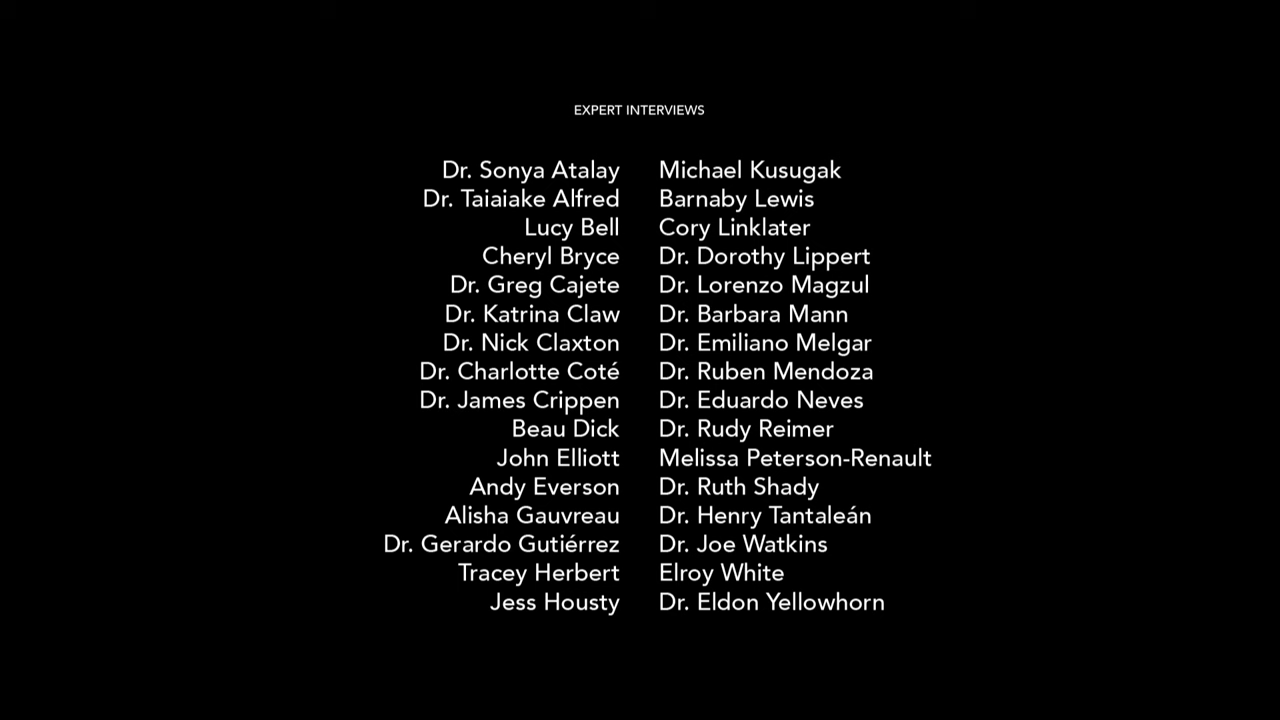 EXPERT INTERVIEWS
Dr. Sonya Atalay Michael Kusugak
Dr. Taiaiake Alfred Barnaby Lewis
Lucy Bell Cory Linklater
Cheryl Bryce Dr. Dorothy Lippert
Dr. Greg Cajete Dr. Lorenzo Magzul
Dr. Katrina Claw Dr. Barbara Mann
Dr. Nick Claxton Dr. Emiliano Melgar
Dr. Charlotte Coté Dr. Ruben Mendoza
Dr. James Crippen Dr. Eduardo Neves
Beau Dick Dr. Rudy Reimer
John Elliott Melissa Peterson-Renault
Andy Everson Dr. Ruth Shady
Alisha Gauvreau Dr. Henry Tantaleán
Dr. Gerardo Gutiérrez Dr. Joe Watkins
Tracey Herbert Elroy White
Jess Housty Dr. Eldon Yellowhorn